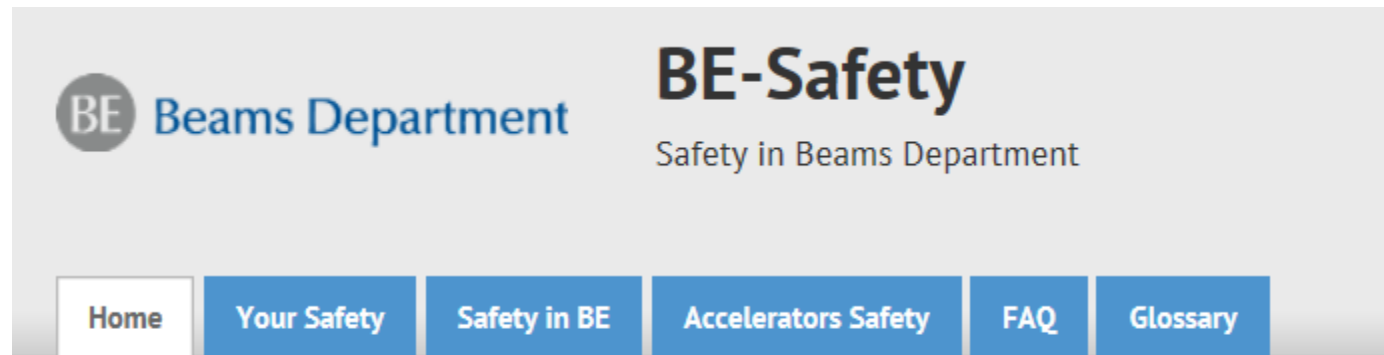 BE Beams Department
BE-Safety
Safety in Beams Department
Home Your Safety Safety in BE Accelerators Safety FAQ Glossary